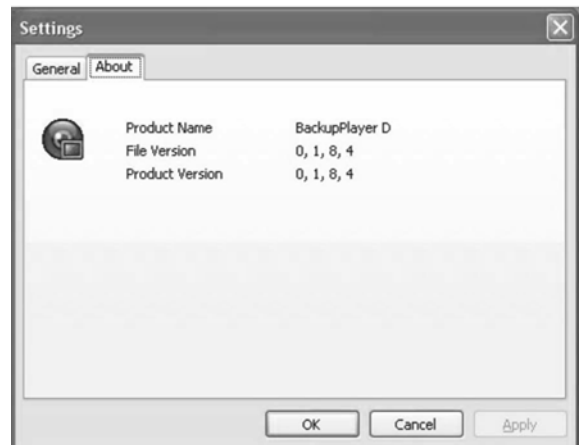 Settings
General About
Product Name BackupPlayer D
File Version 0, 1, 8, 4
Product Version 0, 1, 8, 4
OK Cancel Apply